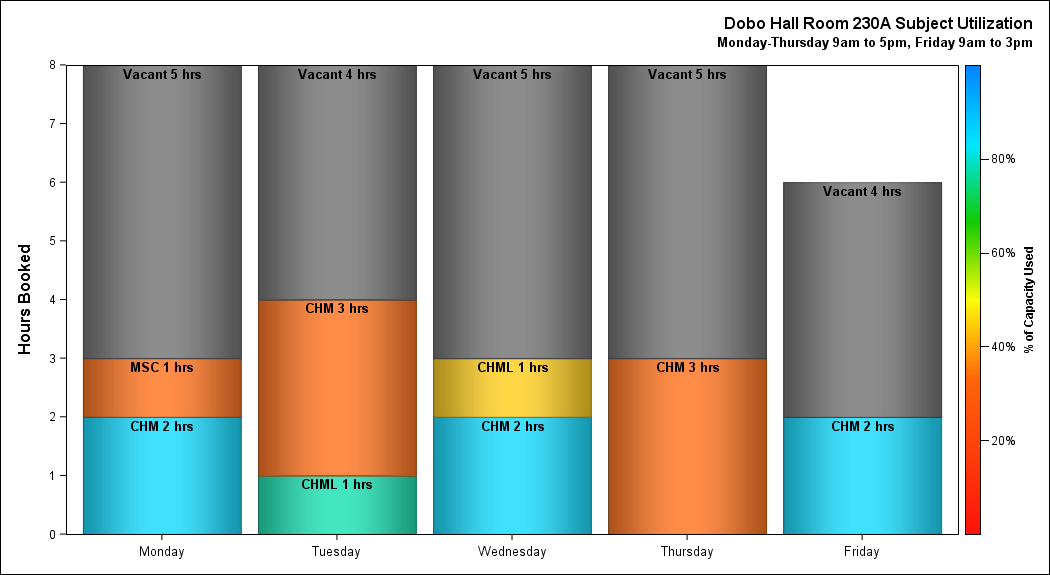 Dobo Hall Room 230A Subject Utilization
Monday-Thursday 9am to 5pm, Friday 9am to 3pm
Hours Booked
8
7
6
5
4
3
2
1
0
Vacant 5 hrs
MSC 1 hrs
CHM 2 hrs
Vacant 4 hrs
CHM 3 hrs
CHML 1 hrs
Vacant 5 hrs
CHML 1 hrs
CHM 2 hrs
Vacant 5 hrs
CHM 3 hrs
Vacant 4 hrs
CHM 2 hrs
Monday
Tuesday
Wednesday
Thursday
Friday
80%
60%
40%
20%
% of Capacity Used